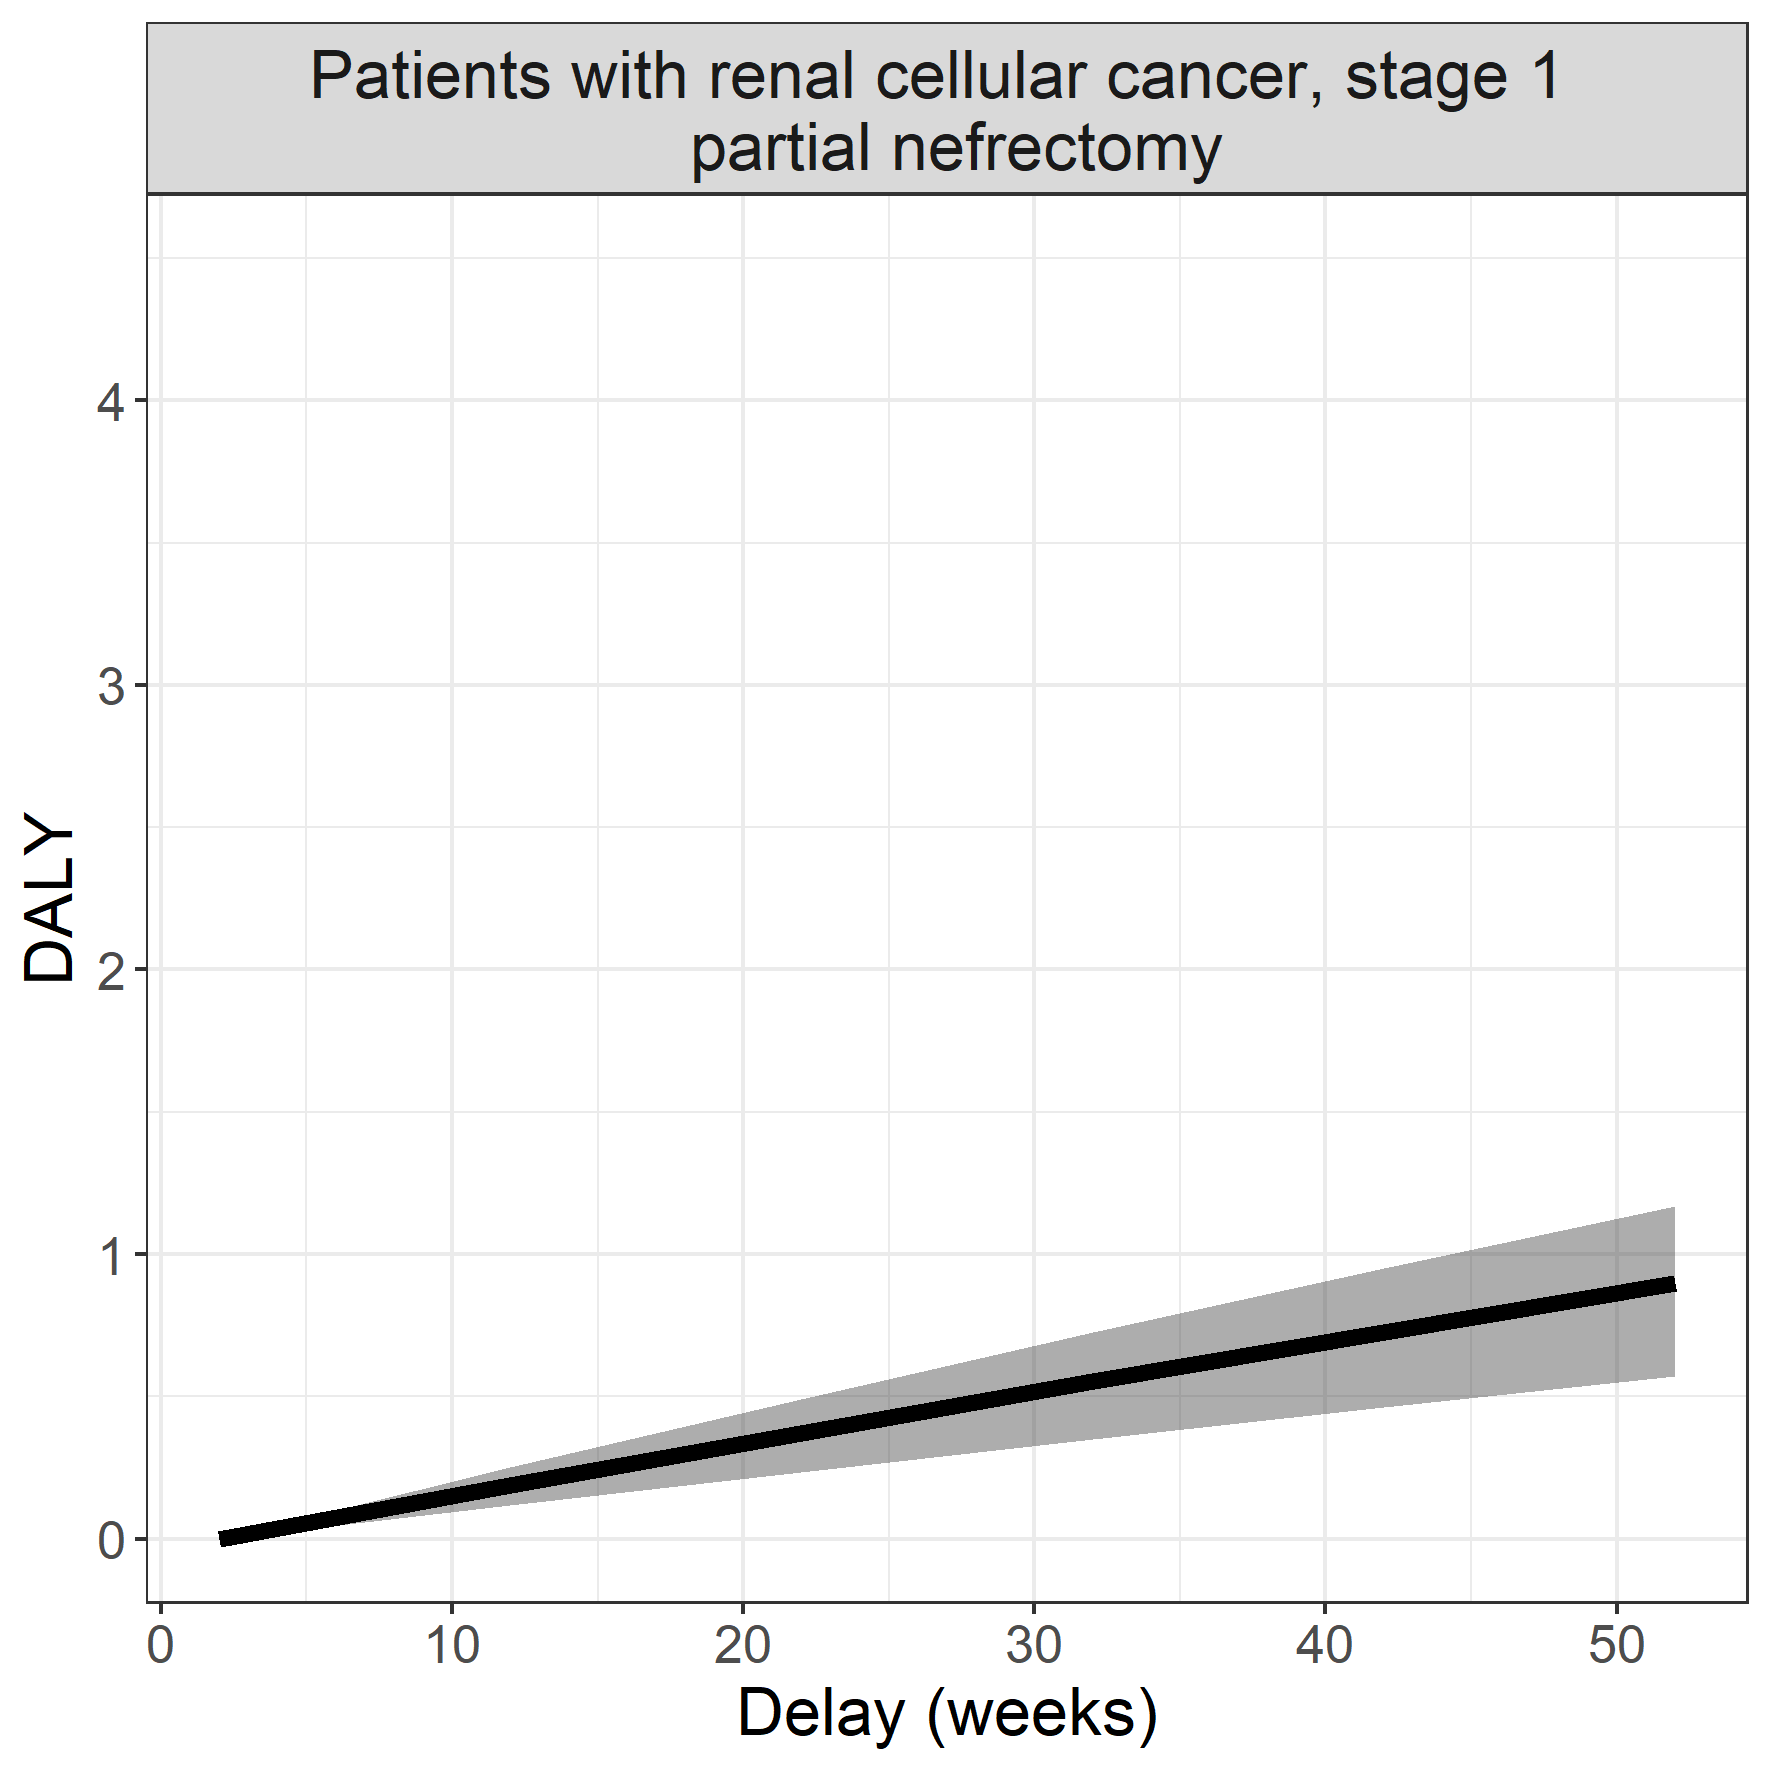 Patients with renal cellular cancer, stage 1
partial nefrectomy
4
3
2
1
0
DALY
0 10 20 30 40 50
Delay (weeks)